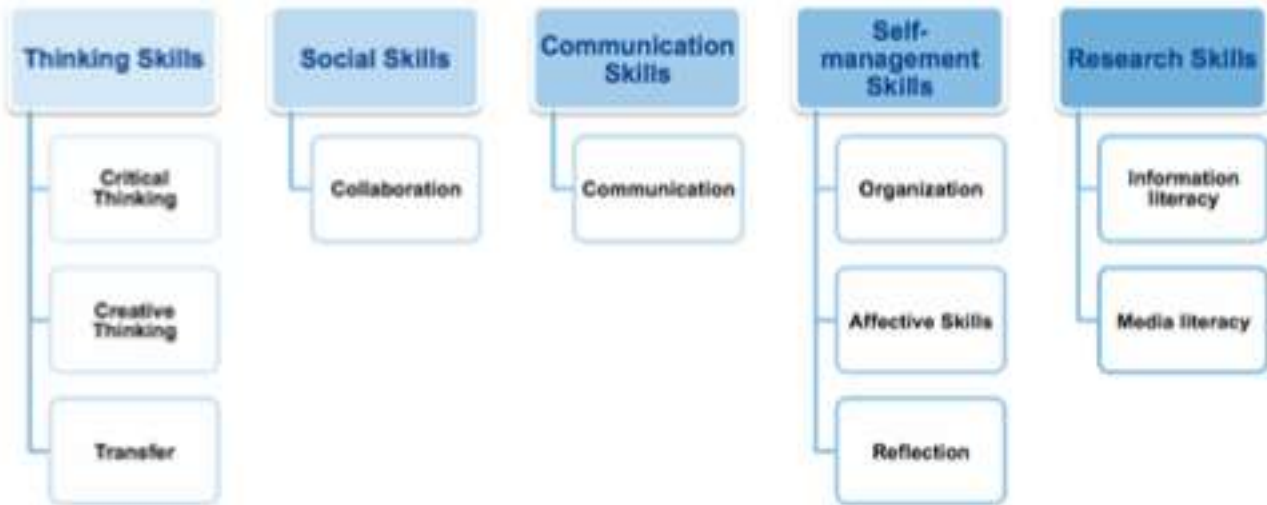 Thinking Skills
Critical
Thinking
Creative
Thinking
Transfer
Social Skills
Collaboration
Communication
Skills
Communication
Self-
management
Skills
Organization
Affective Skills
Reflection
Research Skills
Information
literacy
Media literacy